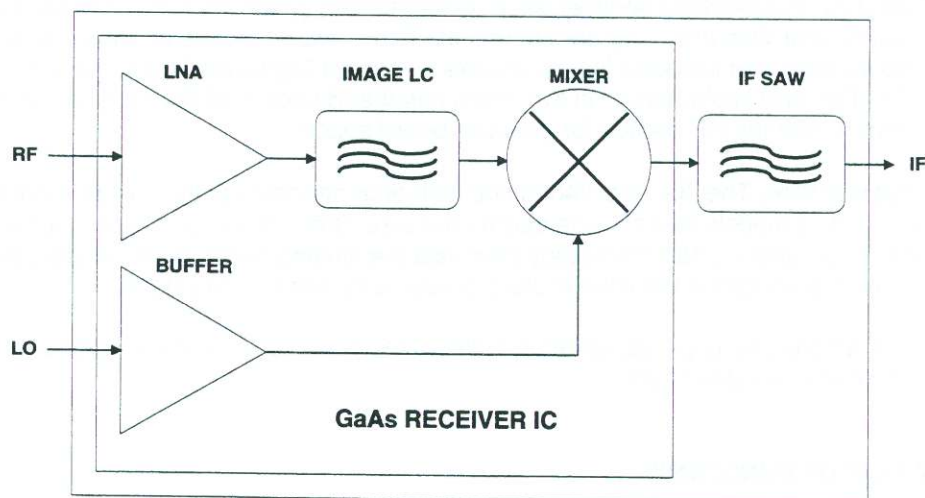 LNA
IMAGE LC
MIXER
IF SAW
RF
IF
BUFFER
LO
GaAs RECEIVER IC